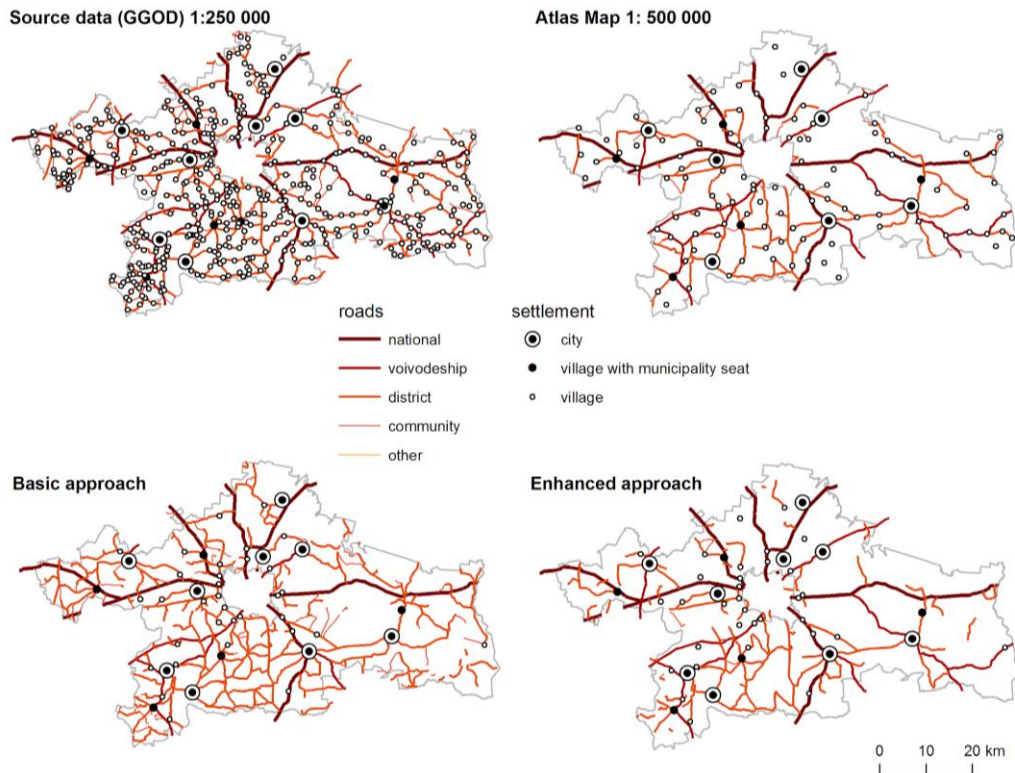 Source data (GGOD) 1:250 000
Atlas Map 1: 500 000
roads
national
voivodeship
district
community
other
settlement
city
village with municipality seat
village
Basic approach
Enhanced approach
0 10 20 km